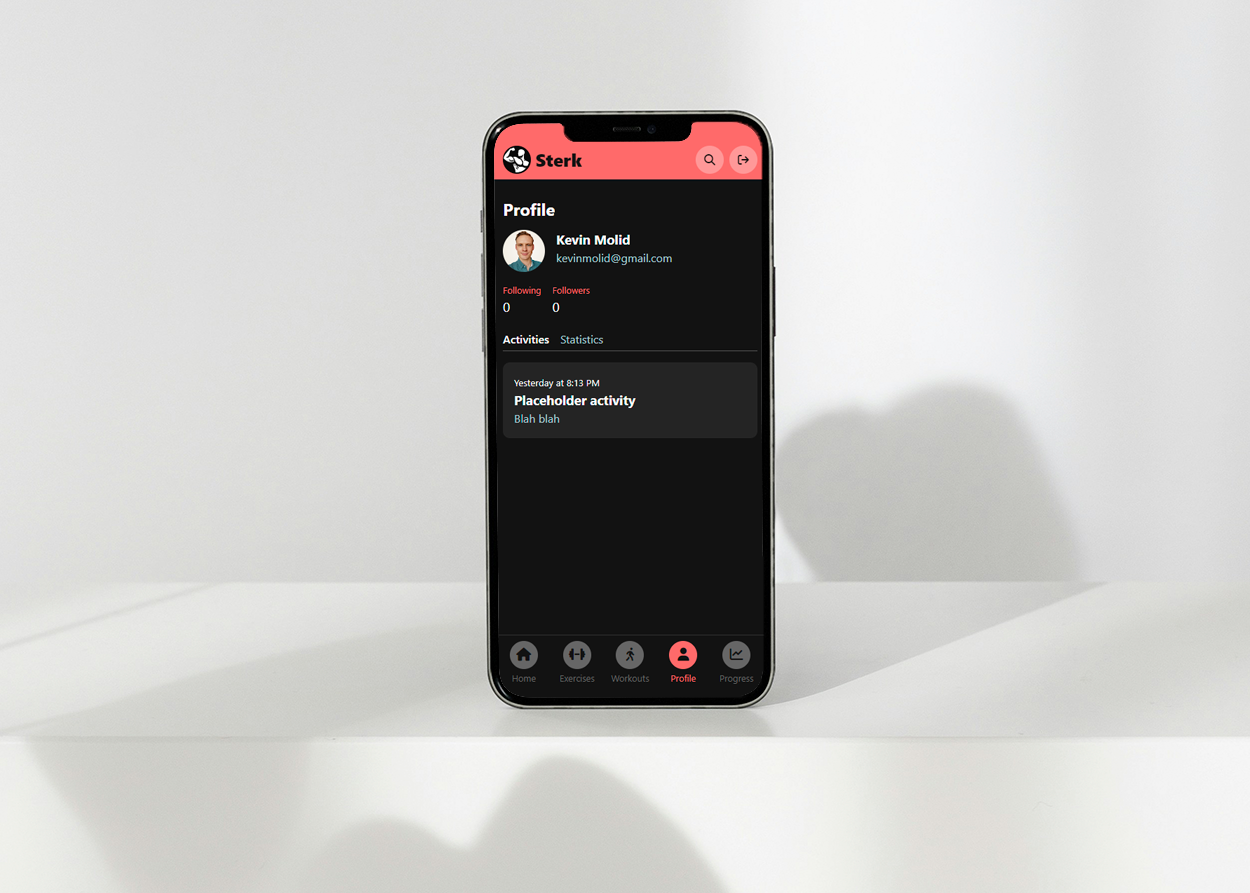 Sterk
Profile
Kevin Molid
kevinmolid@gmail.com
Following Followers
0 0
Activities Statistics
Yesterday at 8:13 PM
Placeholder activity
Blah blah
Home Exercises Workouts Profile Progress